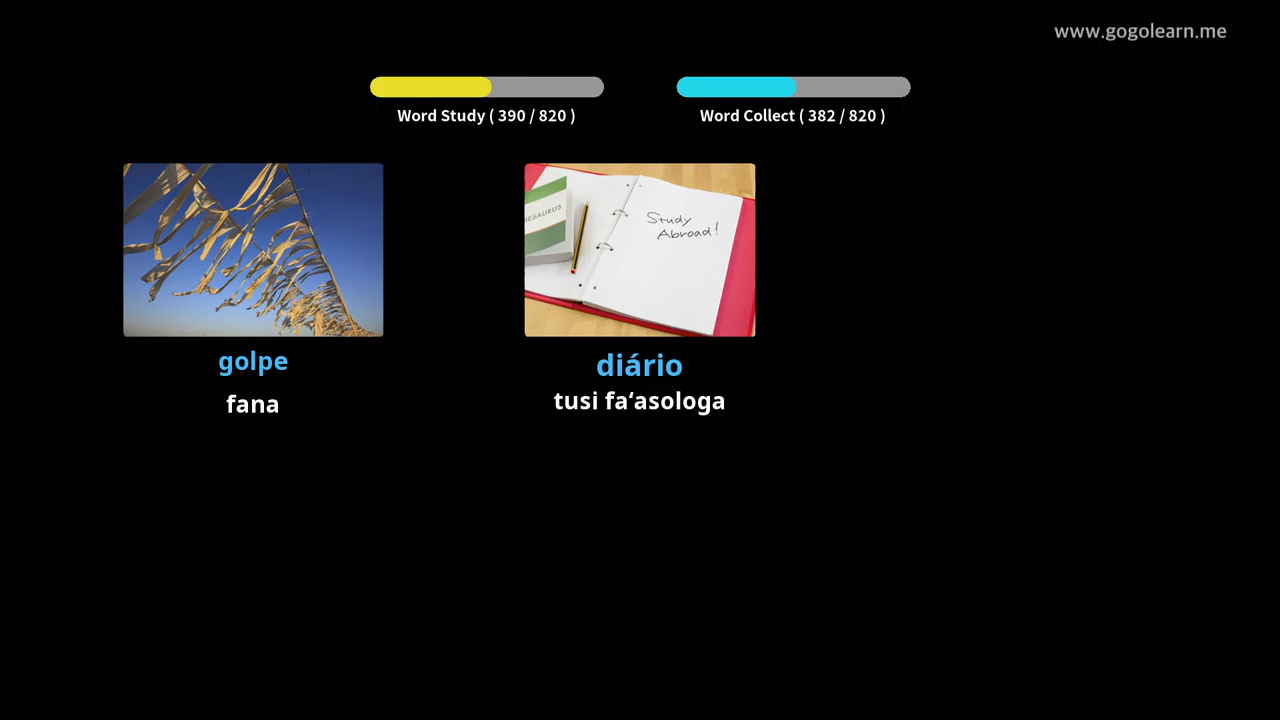 www.gogolearn.me
Word Study ( 390 / 820 )
Word Collect ( 382 / 820 )
HESAURUS
Study
Abroad!
golpe
diário
fana
tusi fa‘asologa